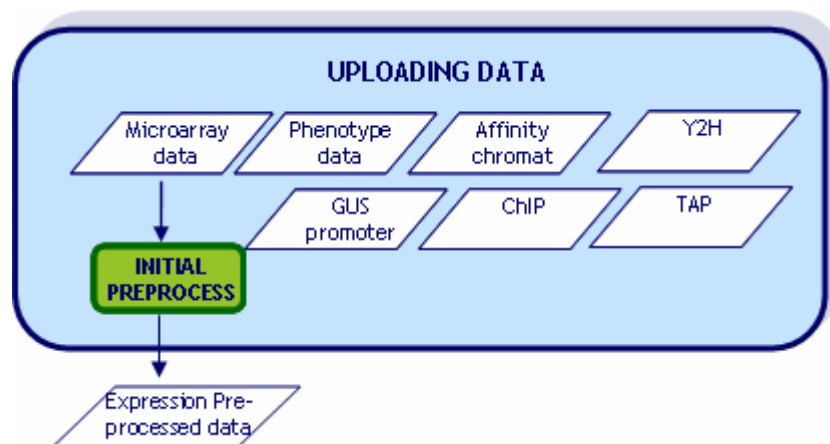 UPLOADING DATA
Microarray
data
Phenotype
data
Affinity
chromat
Y2H
GUS
promoter
ChIP
TAP
INITIAL
PREPROCESS
Expression Pre-
processed data